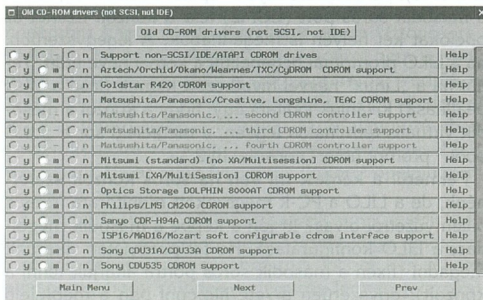 Old CD-ROM drivers (not SCSI, not IDE)
Old CD-ROM drivers (not SCSI, not IDE)
y - n Support non-SCSI/IDE/ATAPI CDROM drives Help
y m n Aztech/Orchid/Okano/Wearnes/TXC/CyDROM CDROM support Help
y m n Goldstar R420 CDROM support Help
y m n Matsushita/Panasonic/Creative, Longshine, TEAC CDROM support Help
y - n Matsushita/Panasonic, ... second CDROM controller support Help
y - n Matsushita/Panasonic, ... third CDROM controller support Help
y - n Matsushita/Panasonic, ... fourth CDROM controller support Help
y m n Mitsumi (standard) [no XA/Multisession] CDROM support Help
y m n Mitsumi [XA/MultiSession] CDROM support Help
y m n Optics Storage DOLPHIN 8000AT CDROM support Help
y m n Philips/LMS CM206 CDROM support Help
y m n Sanyo CDR-H94A CDROM support Help
y m n ISP16/MAD16/Mozart soft configurable cdrom interface support Help
y m n Sony CDU31A/CDU33A CDROM support Help
y m n Sony CDU535 CDROM support Help
Main Menu Next Prev